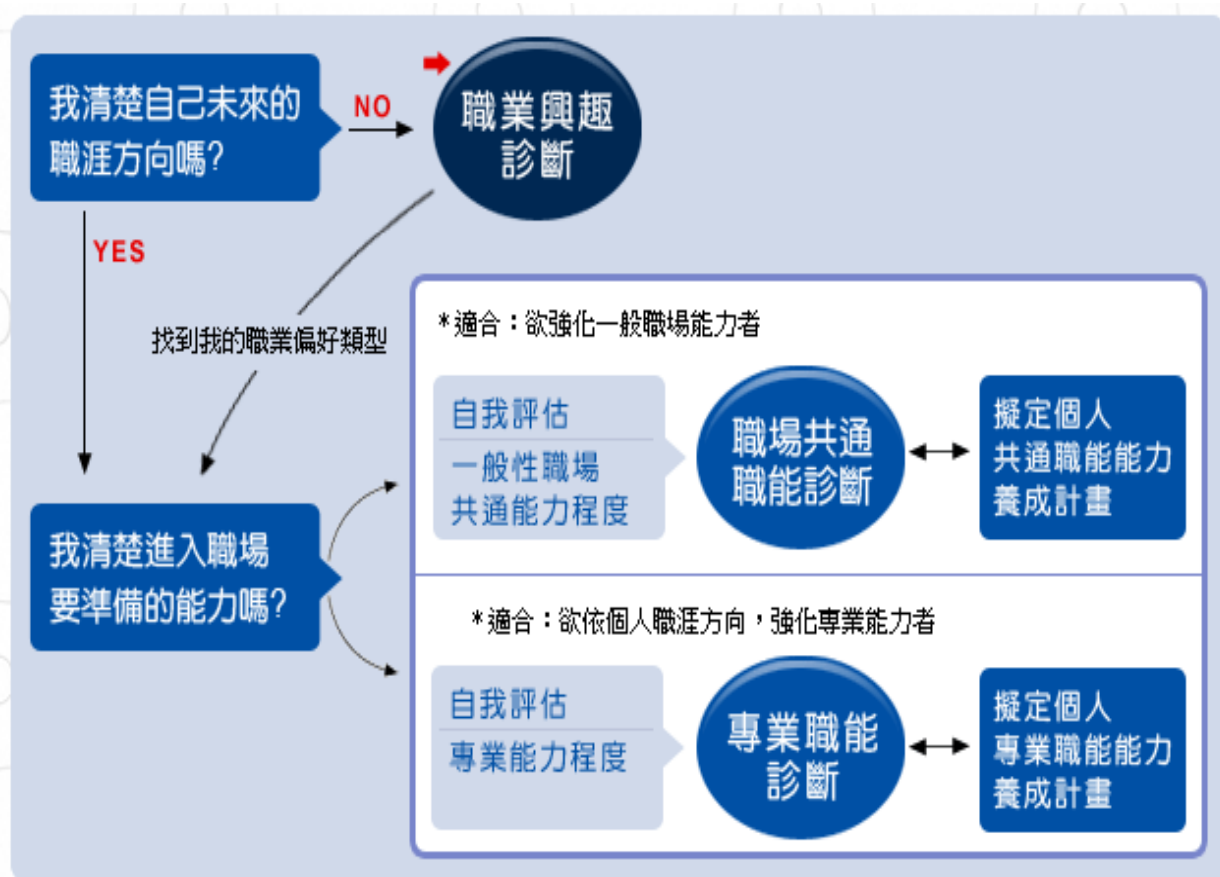 我清楚自己未來的
職涯方向嗎?
NO
職業興趣
診斷
YES
找到我的職業偏好類型
我清楚進入職場
要準備的能力嗎?
*適合：欲強化一般職場能力者
自我評估
一般性職場
共通能力程度
職場共通
職能診斷
擬定個人
共通職能能力
養成計畫
*適合：欲依個人職涯方向，強化專業能力者
自我評估
專業能力程度
專業職能
診斷
擬定個人
專業職能能力
養成計畫